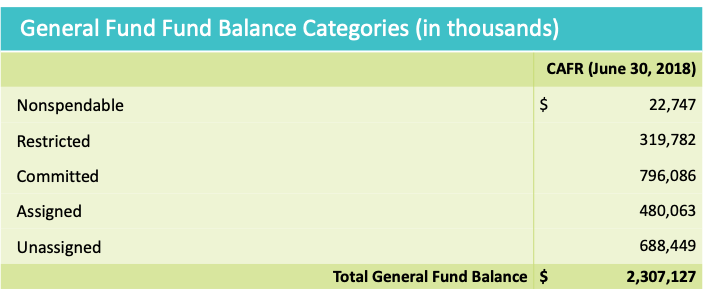 General Fund Fund Balance Categories (in thousands)
CAFR (June 30, 2018)
Nonspendable $ 22,747
Restricted 319,782
Committed 796,086
Assigned 480,063
Unassigned 688,449
Total General Fund Balance $ 2,307,127